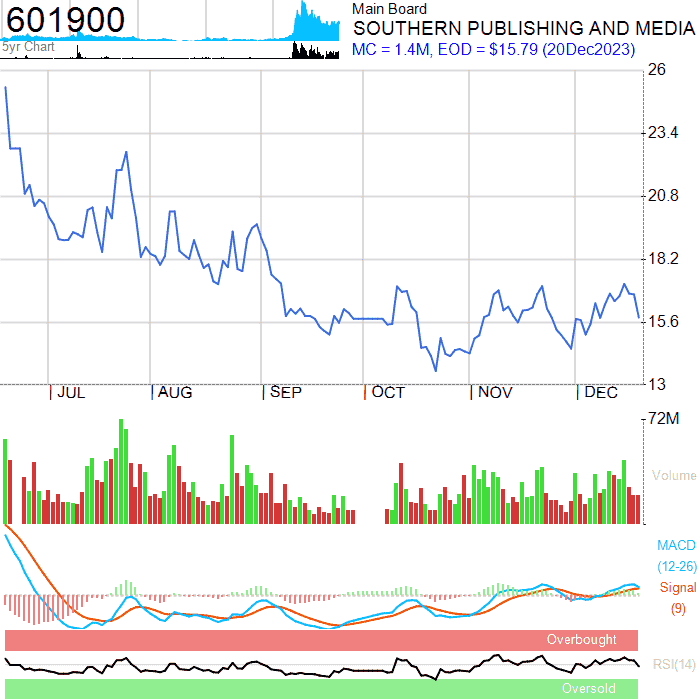 601900
5yr Chart
Main Board
SOUTHERN PUBLISHING AND MEDIA
MC = 1.4M, EOD = $15.79 (20Dec2023)
26
23.4
20.8
18.2
15.6
13
JUL AUG SEP OCT NOV DEC
72M
Volume
MACD
(12-26)
Signal
(9)
Overbought
RSI(14)
Oversold